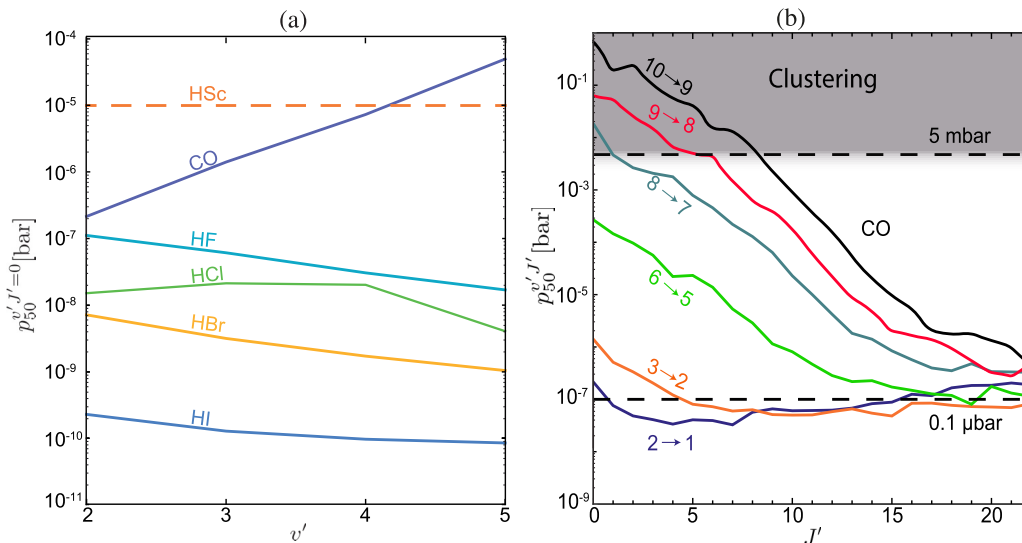 (a)
10^-4
10^-5
10^-6
10^-7
10^-8
10^-9
10^-10
10^-11
p_50^{v' J'=0}[bar]
HSc
CO
HF
HCl
HBr
HI
2 3 4 5
v'
(b)
10^-1
10^-3
10^-5
10^-7
10^-9
p_50^{v' J'}[bar]
Clustering
10→9
9→8
5 mbar
8→7
CO
6→5
3→2
0.1 μbar
2→1
0 5 10 15 20
J'